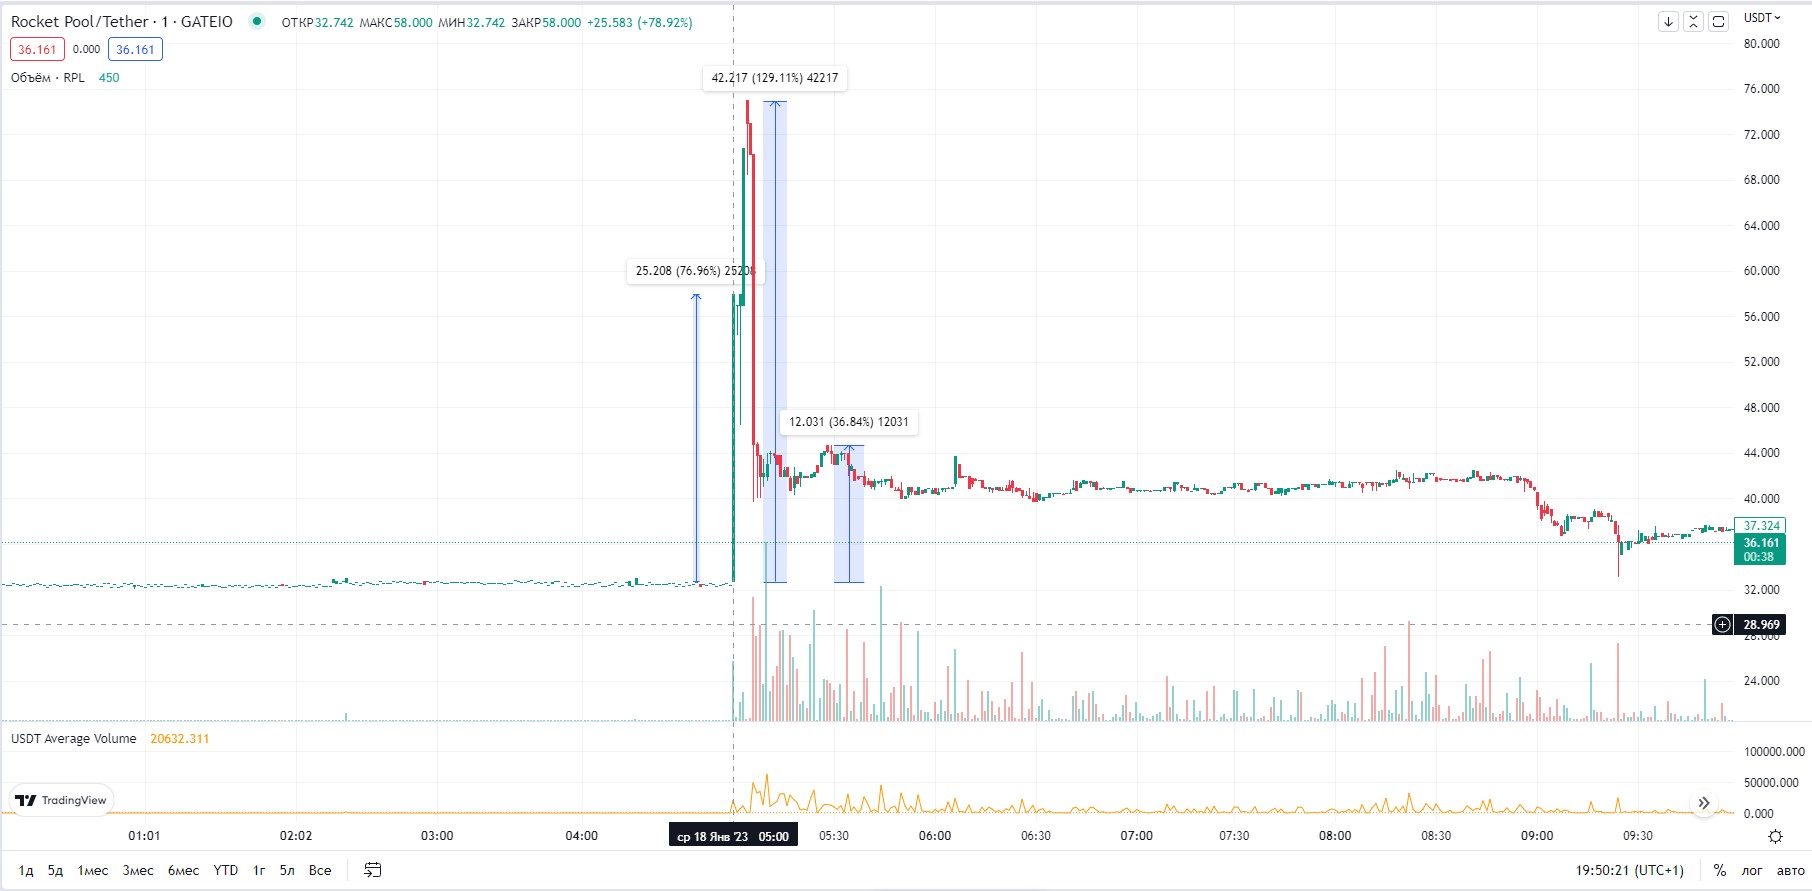 Rocket Pool/Tether · 1 · GATEIO ОТКР32.742 МАКС58.000 МИН32.742 ЗАКР58.000 +25.583 (+78.92%)
USDT
36.161 0.000 36.161
Объём · RPL 450
42.217 (129.11%) 42217
25.208 (76.96%) 25208
12.031 (36.84%) 12031
80.000
76.000
72.000
68.000
64.000
60.000
56.000
52.000
48.000
44.000
40.000
37.324
36.161
00:38
32.000
28.969
28.000
24.000
USDT Average Volume 20632.311
100000.000
50000.000
0.000
TradingView
01:01 02:02 03:00 04:00 ср 18 Янв '23 05:00 05:30 06:00 06:30 07:00 07:30 08:00 08:30 09:00 09:30
1д 5д 1мес 3мес 6мес YTD 1г 5л Все 19:50:21 (UTC+1) % лог авто